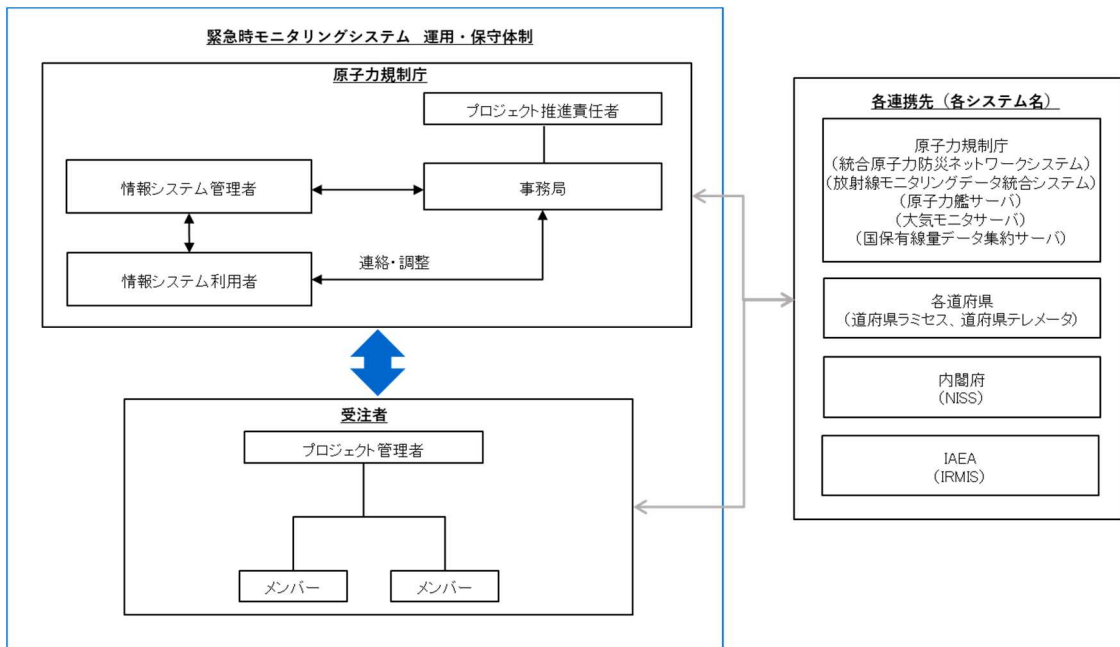 緊急時モニタリングシステム 運用・保守体制
原子力規制庁
プロジェクト推進責任者
情報システム管理者
事務局
情報システム利用者
連絡・調整
受注者
プロジェクト管理者
メンバー
メンバー
各連携先（各システム名）
原子力規制庁
(統合原子力防災ネットワークシステム)
(放射線モニタリングデータ統合システム)
(原子力艦サーバ)
(大気モニタサーバ)
(国保有線量データ集約サーバ)
各道府県
(道府県ラミセス、道府県テレメータ)
内閣府
(NISS)
IAEA
(IRMIS)